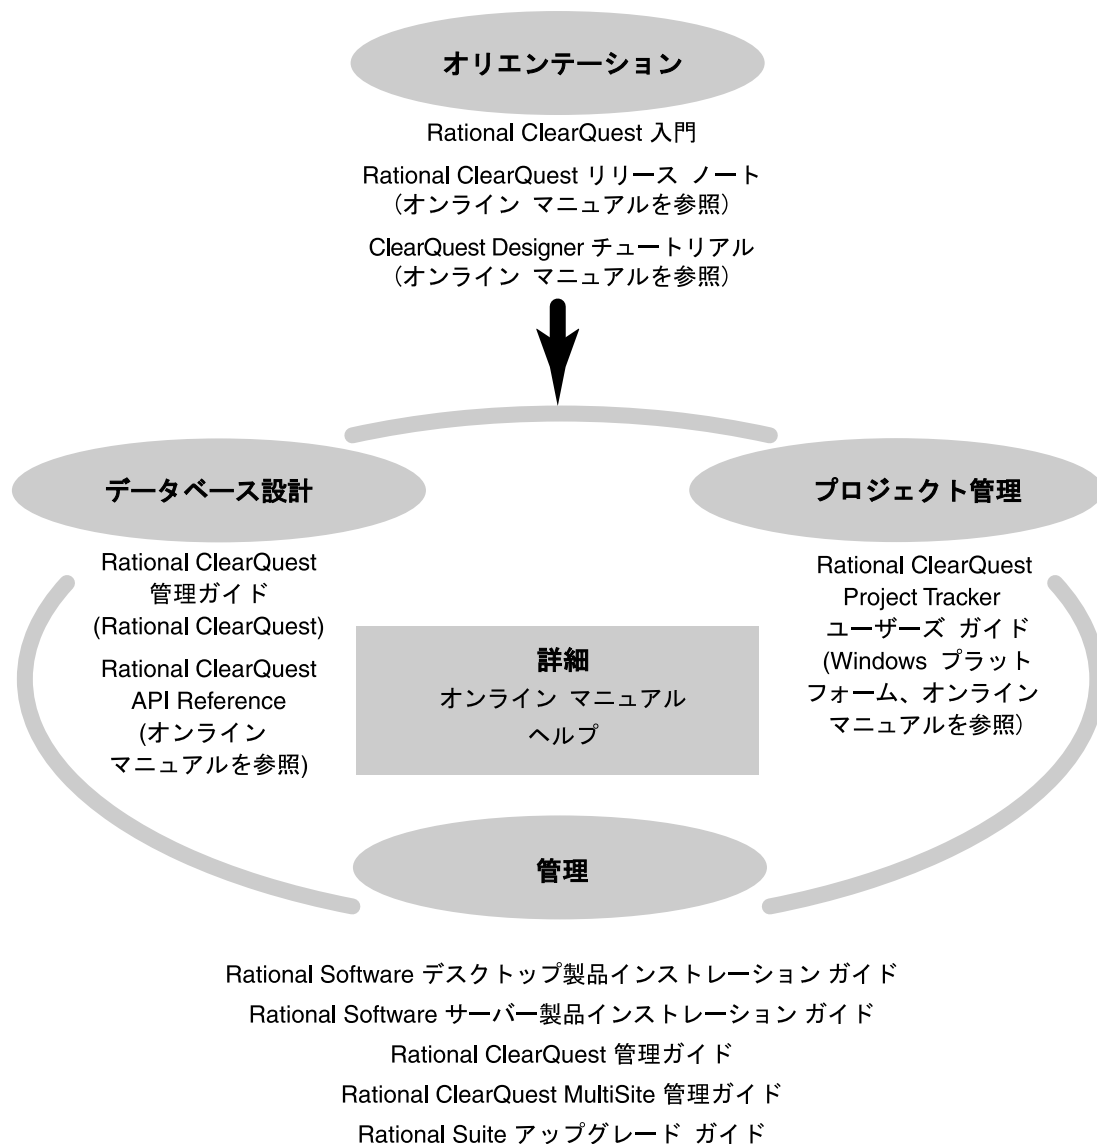 オリエンテーション
Rational ClearQuest 入門
Rational ClearQuest リリース ノート
(オンライン マニュアルを参照)
ClearQuest Designer チュートリアル
(オンライン マニュアルを参照)
データベース設計
Rational ClearQuest
管理ガイド
(Rational ClearQuest)
Rational ClearQuest
API Reference
(オンライン
マニュアルを参照)
プロジェクト管理
Rational ClearQuest
Project Tracker
ユーザーズ ガイド
(Windows プラット
フォーム、オンライン
マニュアルを参照)
詳細
オンライン マニュアル
ヘルプ
管理
Rational Software デスクトップ製品インストレーション ガイド
Rational Software サーバー製品インストレーション ガイド
Rational ClearQuest 管理ガイド
Rational ClearQuest MultiSite 管理ガイド
Rational Suite アップグレード ガイド